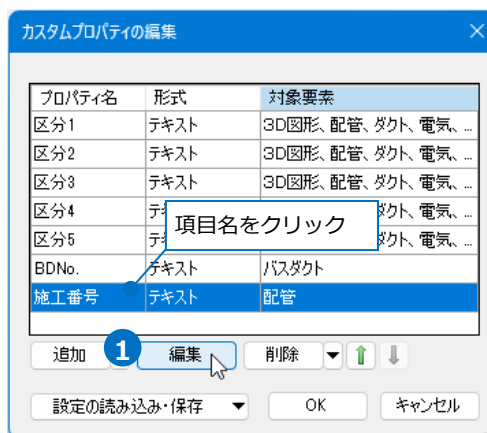 カスタムプロパティの編集
プロパティ名 形式 対象要素
区分1 テキスト 3D図形、配管、ダクト、電気、...
区分2 テキスト 3D図形、配管、ダクト、電気、...
区分3 テキスト 3D図形、配管、ダクト、電気、...
区分4 ダクト、電気、...
項目名をクリック
区分5 ダクト、電気、...
BDNo. テキスト バスダクト
施工番号 テキスト 配管
追加 1 編集 削除
設定の読み込み・保存 OK キャンセル